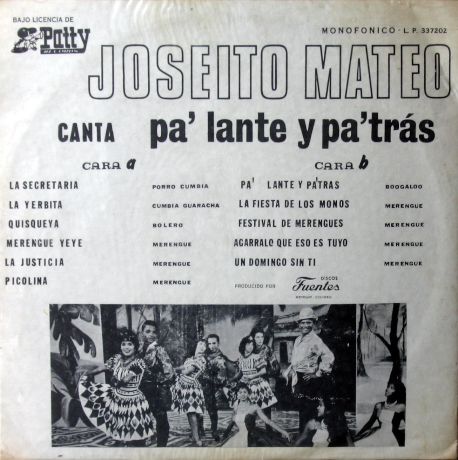 BAJO LICENCIA DE
Patty
MONOFONICO - L. P. 337202
JOSEITO MATEO
CANTA pa' lante y pa'trás
CARA a
LA SECRETARIA PORRO CUMBIA
LA YERBITA CUMBIA GUARACHA
QUISQUEYA BOLERO
MERENGUE YEYE MERENGUE
LA JUSTICIA MERENGUE
PICOLINA MERENGUE
CARA b
PA' LANTE Y PA'TRAS BOOGALOO
LA FIESTA DE LOS MONOS MERENGUE
FESTIVAL DE MERENGUES MERENGUE
AGARRALO QUE ESO ES TUYO MERENGUE
UN DOMINGO SIN TI MERENGUE
PRODUCIDO POR DISCOS Fuentes